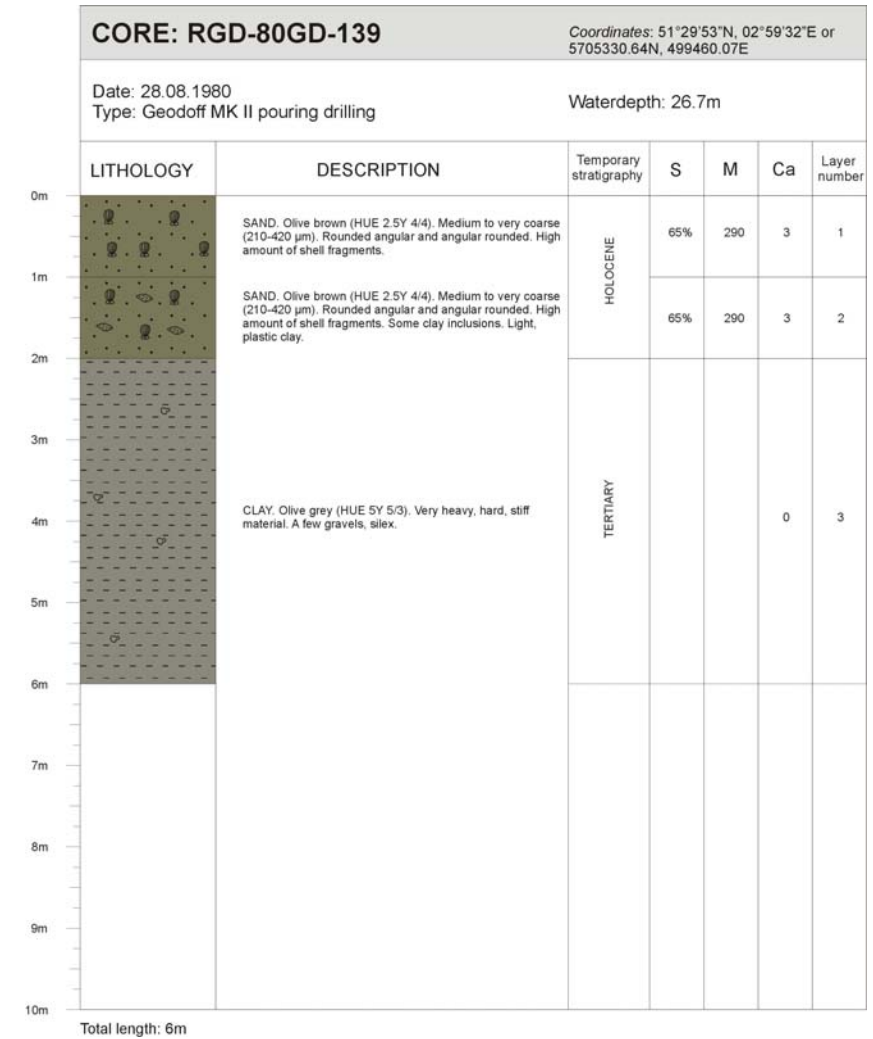 CORE: RGD-80GD-139
Coordinates: 51°29'53"N, 02°59'32"E or
5705330.64N, 499460.07E
Date: 28.08.1980
Type: Geodoff MK II pouring drilling
Waterdepth: 26.7m
LITHOLOGY
DESCRIPTION
Temporary
stratigraphy
S
M
Ca
Layer
number
0m
SAND. Olive brown (HUE 2.5Y 4/4). Medium to very coarse
(210-420 µm). Rounded angular and angular rounded. High
amount of shell fragments.
HOLOCENE
65%
290
3
1
1m
SAND. Olive brown (HUE 2.5Y 4/4). Medium to very coarse
(210-420 µm). Rounded angular and angular rounded. High
amount of shell fragments. Some clay inclusions. Light,
plastic clay.
65%
290
3
2
2m
3m
CLAY. Olive grey (HUE 5Y 5/3). Very heavy, hard, stiff
material. A few gravels, silex.
TERTIARY
0
3
4m
5m
6m
7m
8m
9m
10m
Total length: 6m